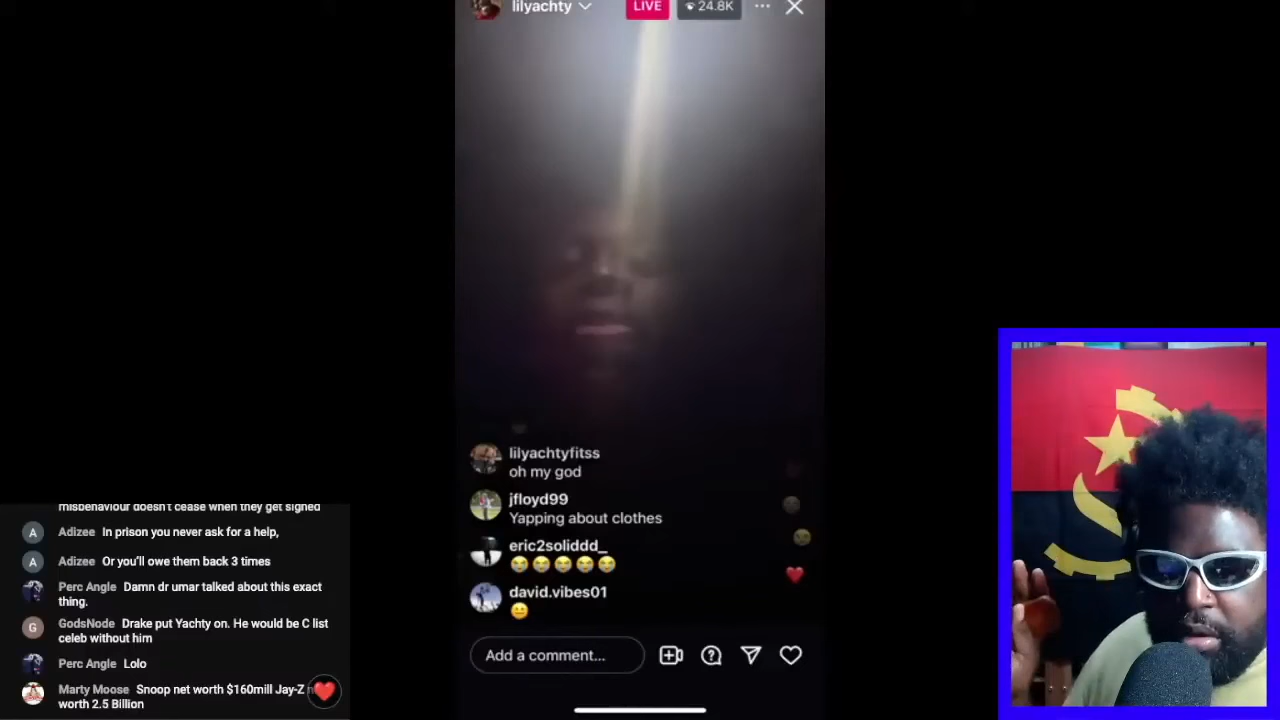 lilyachty
LIVE
24.8K
lilyachtyfitss
oh my god
jfloyd99
Yapping about clothes
eric2soliddd_
😭😭😭😭😭
david.vibes01
😑
Add a comment...
misbehaviour doesn't cease when they get signed
A Adizee In prison you never ask for a help,
A Adizee Or you'll owe them back 3 times
Perc Angle Damn dr umar talked about this exact
thing.
G GodsNode Drake put Yachty on. He would be C list
celeb without him
Perc Angle Lolo
Marty Moose Snoop net worth $160mill Jay-Z
worth 2.5 Billion